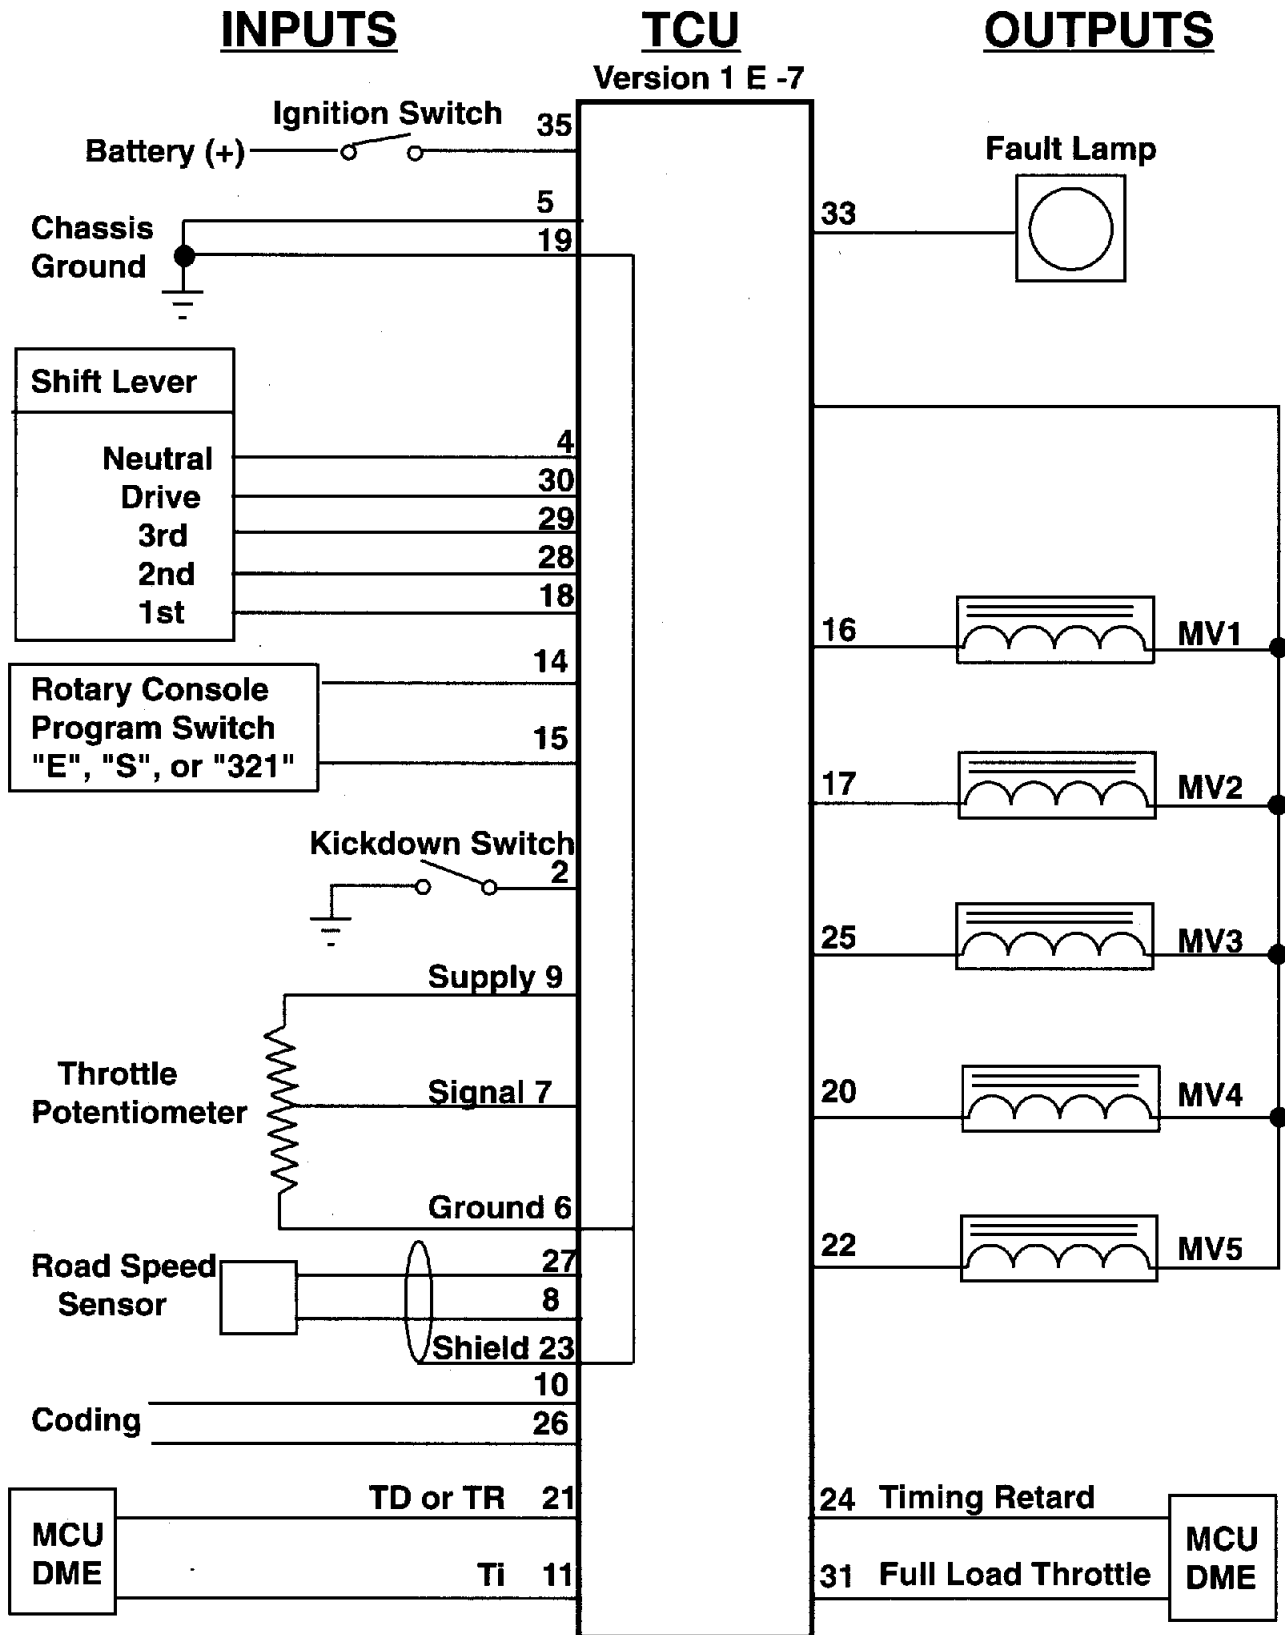 INPUTS
TCU
OUTPUTS
Version 1 E -7
Ignition Switch
35
Battery (+)
Fault Lamp
5
33
Chassis
Ground
19
Shift Lever
Neutral
4
Drive
30
3rd
29
2nd
28
1st
18
16
MV1
14
Rotary Console
Program Switch
"E", "S", or "321"
15
17
MV2
Kickdown Switch
2
25
MV3
Supply 9
Throttle
Potentiometer
Signal 7
20
MV4
Ground 6
22
MV5
Road Speed
Sensor
27
8
Shield 23
10
Coding
26
TD or TR 21
24 Timing Retard
MCU
DME
MCU
DME
Ti 11
31 Full Load Throttle